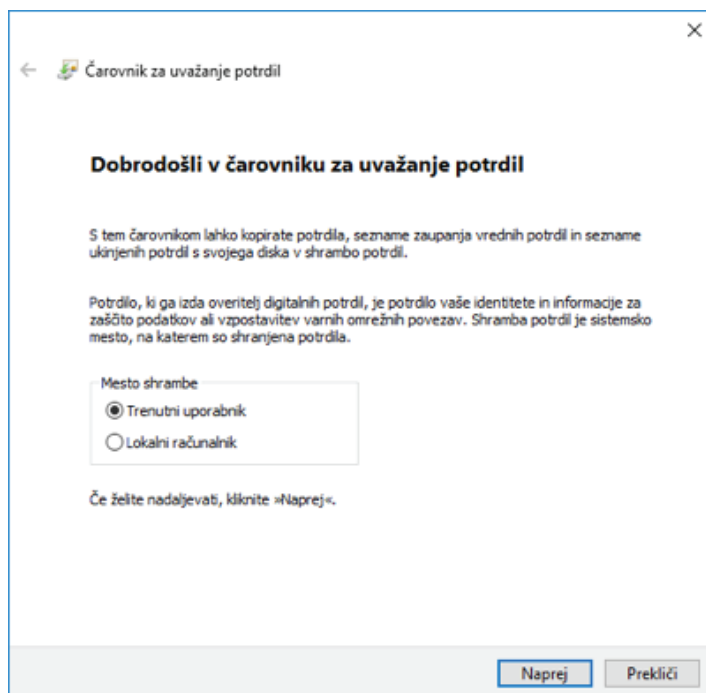 Čarovnik za uvažanje potrdil
Dobrodošli v čarovniku za uvažanje potrdil
S tem čarovnikom lahko kopirate potrdila, sezname zaupanja vrednih potrdil in sezname
ukinjenih potrdil s svojega diska v shrambo potrdil.
Potrdilo, ki ga izda overitelj digitalnih potrdil, je potrdilo vaše identitete in informacije za
zaščito podatkov ali vzpostavitev varnih omrežnih povezav. Shramba potrdil je sistemsko
mesto, na katerem so shranjena potrdila.
Mesto shrambe
Trenutni uporabnik
Lokalni računalnik
Če želite nadaljevati, kliknite »Naprej«.
Naprej
Prekliči